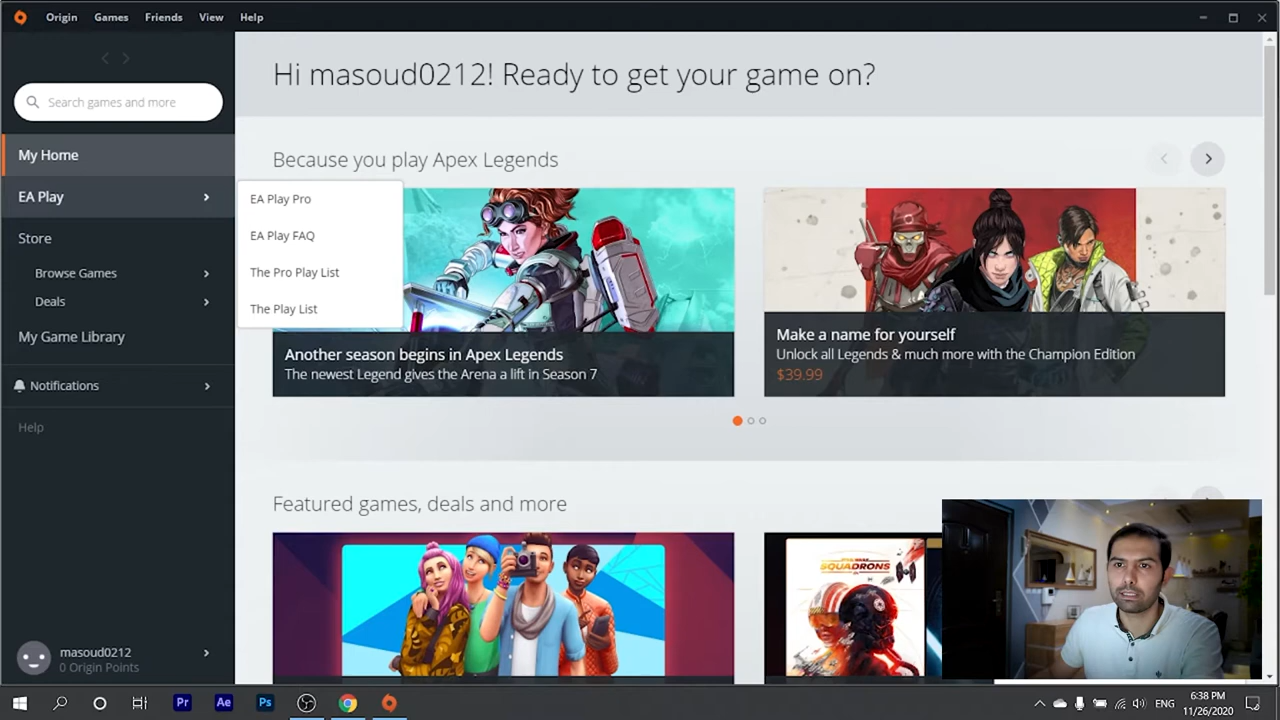 Origin Games Friends View Help
Search games and more
My Home
EA Play
Store
Browse Games
Deals
My Game Library
Notifications
Help
masoud0212
0 Origin Points
EA Play Pro
EA Play FAQ
The Pro Play List
The Play List
Hi masoud0212! Ready to get your game on?
Because you play Apex Legends
Another season begins in Apex Legends
The newest Legend gives the Arena a lift in Season 7
Make a name for yourself
Unlock all Legends & much more with the Champion Edition
$39.99
Featured games, deals and more
STAR WARS
SQUADRONS
Pr Ae Ps
ENG
6:38 PM
11/26/2020